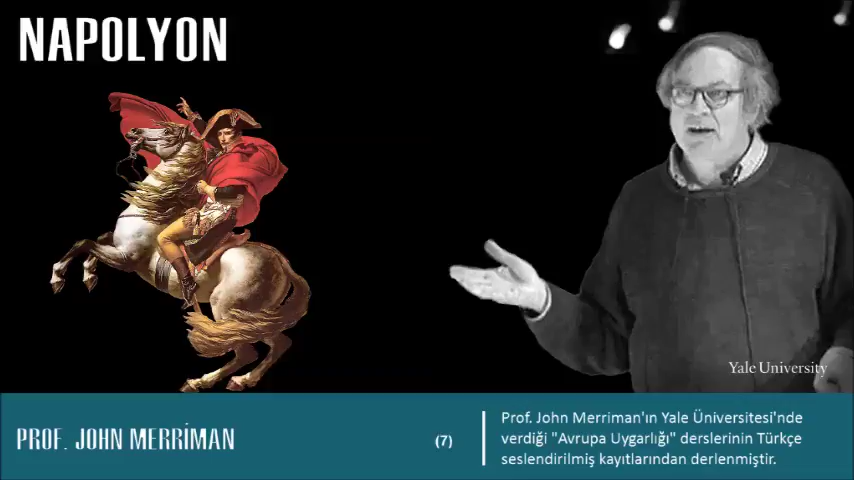 NAPOLYON
Yale University
PROF. JOHN MERRİMAN
(7)
Prof. John Merriman'ın Yale Üniversitesi'nde
verdiği "Avrupa Uygarlığı" derslerinin Türkçe
seslendirilmiş kayıtlarından derlenmiştir.